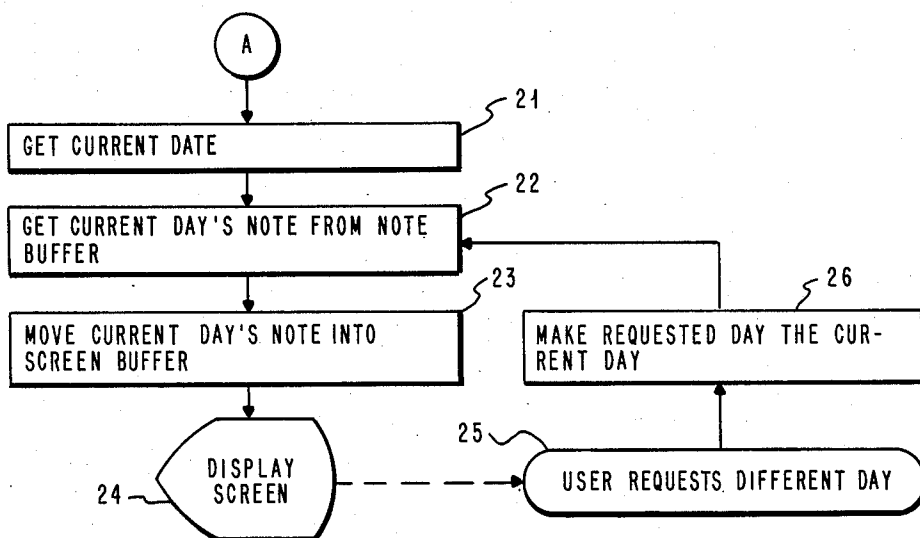 A
21
GET CURRENT DATE
22
GET CURRENT DAY'S NOTE FROM NOTE
BUFFER
23
MOVE CURRENT DAY'S NOTE INTO
SCREEN BUFFER
26
MAKE REQUESTED DAY THE CUR-
RENT DAY
24
DISPLAY
SCREEN
25
USER REQUESTS DIFFERENT DAY